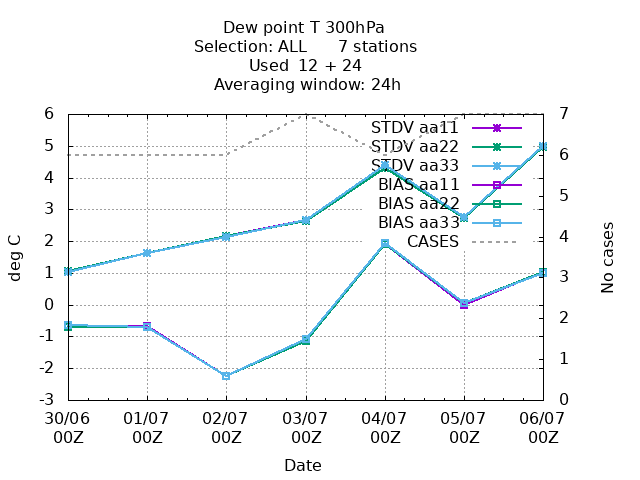 Dew point T 300hPa
Selection: ALL 7 stations
Used 12 + 24
Averaging window: 24h
6
5
4
3
2
1
0
-1
-2
-3
deg C
7
6
5
4
3
2
1
0
No cases
STDV aa11
STDV aa22
STDV aa33
BIAS aa11
BIAS aa22
BIAS aa33
CASES
30/06 01/07 02/07 03/07 04/07 05/07 06/07
00Z 00Z 00Z 00Z 00Z 00Z 00Z
Date